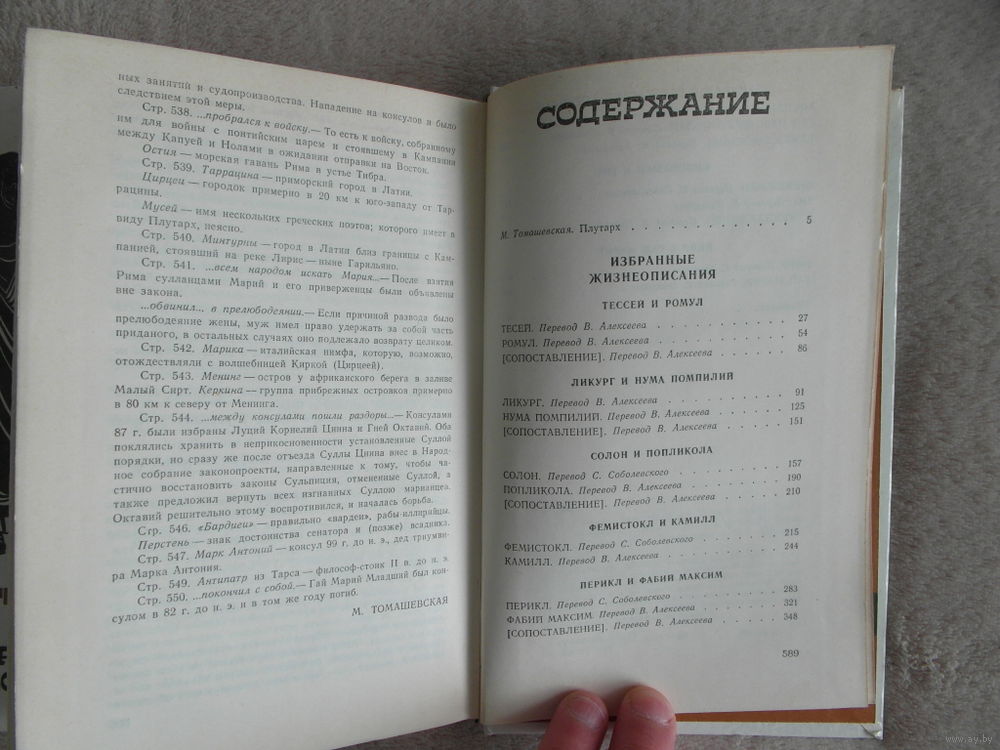 ных занятий и судопроизводства. Нападение на консулов и было
следствием этой меры.
Стр. 538. ...пробрался к войску.— То есть к войску, собранному
им для войны с понтийским царем и стоявшему в Кампании
между Капуей и Нолами в ожидании отправки на Восток.
Остия — морская гавань Рима в устье Тибра.
Стр. 539. Таррацина — приморский город в Латии.
Цирцеи — городок примерно в 20 км к юго-западу от Тар-
рацины.
Мусей — имя нескольких греческих поэтов; которого имеет в
виду Плутарх, неясно.
Стр. 540. Минтурны — город в Латии близ границы с Кам-
панией, стоявший на реке Лирис — ныне Гарильяно.
Стр. 541. ...всем народом искать Мария...— После взятия
Рима сулланцами Марий и его приверженцы были объявлены
вне закона.
...обвинил... в прелюбодеянии.— Если причиной развода было
прелюбодеяние жены, муж имел право удержать за собой часть
приданого, в остальных случаях оно подлежало возврату целиком.
Стр. 542. Марика — италийская нимфа, которую, возможно,
отождествляли с волшебницей Киркой (Цирцеей).
Стр. 543. Менинг — остров у африканского берега в заливе
Малый Сирт. Керкина — группа прибрежных островков примерно
в 80 км к северу от Менинга.
Стр. 544. ...между консулами пошли раздоры...— Консулами
87 г. были избраны Луций Корнелий Цинна и Гней Октавий. Оба
поклялись хранить в неприкосновенности установленные Суллой
порядки, но сразу же после отъезда Суллы Цинна внес в Народ-
ное собрание законопроекты, направленные к тому, чтобы ча-
стично восстановить законы Сульпиция, отмененные Суллой, а
также предложил вернуть всех изгнанных Суллою марианцев.
Октавий решительно этому воспротивился, и началась борьба.
Стр. 546. «Бардиеи» — правильно «вардеи», рабы-иллирийцы.
Перстень — знак достоинства сенатора и (позже) всадника.
Стр. 547. Марк Антоний — консул 99 г. до н. э., дед триумви-
ра Марка Антония.
Стр. 549. Антипатр из Тарса — философ-стоик II в. до н. э.
Стр. 550. ...покончил с собой.— Гай Марий Младший был кон-
сулом в 82 г. до н. э. и в том же году погиб.
М. ТОМАШЕВСКАЯ
СОДЕРЖАНИЕ
М. Томашевская. Плутарх . . . . . . . . . . . . 5
ИЗБРАННЫЕ
ЖИЗНЕОПИСАНИЯ
ТЕССЕЙ И РОМУЛ
ТЕСЕЙ. Перевод В. Алексеева . . . . . . . . . . 27
РОМУЛ. Перевод В. Алексеева . . . . . . . . . . 54
[СОПОСТАВЛЕНИЕ]. Перевод В. Алексеева . . . . . . 86
ЛИКУРГ И НУМА ПОМПИЛИЙ
ЛИКУРГ. Перевод В. Алексеева . . . . . . . . . 91
НУМА ПОМПИЛИЙ. Перевод В. Алексеева . . . . . . 125
[СОПОСТАВЛЕНИЕ]. Перевод В. Алексеева . . . . . . 151
СОЛОН И ПОПЛИКОЛА
СОЛОН. Перевод С. Соболевского . . . . . . . . 157
ПОПЛИКОЛА. Перевод В. Алексеева . . . . . . . . 190
[СОПОСТАВЛЕНИЕ]. Перевод В. Алексеева . . . . . . 210
ФЕМИСТОКЛ И КАМИЛЛ
ФЕМИСТОКЛ. Перевод С. Соболевского . . . . . . . 215
КАМИЛЛ. Перевод В. Алексеева . . . . . . . . . 244
ПЕРИКЛ И ФАБИЙ МАКСИМ
ПЕРИКЛ. Перевод С. Соболевского . . . . . . . . 283
ФАБИЙ МАКСИМ. Перевод В. Алексеева . . . . . . . 321
[СОПОСТАВЛЕНИЕ]. Перевод В. Алексеева . . . . . . 348
589
www.ay.by